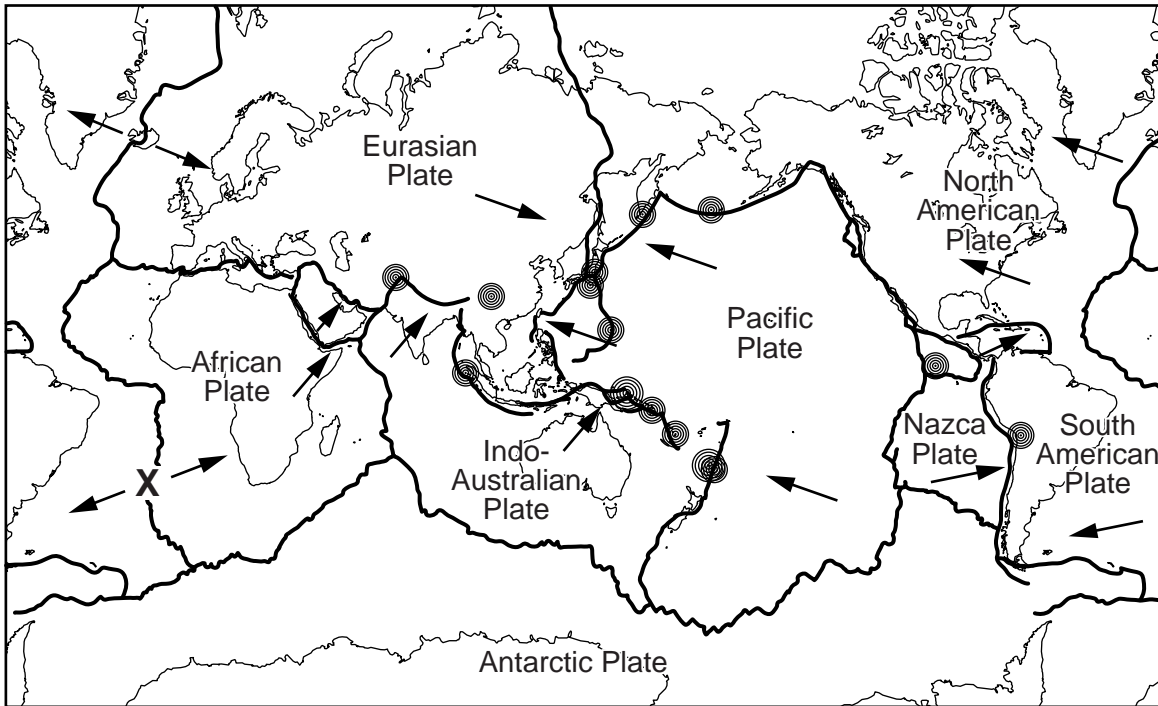 Eurasian
Plate
North
American
Plate
African
Plate
Pacific
Plate
Indo-
Australian
Plate
Nazca
Plate
South
American
Plate
X
Antarctic Plate